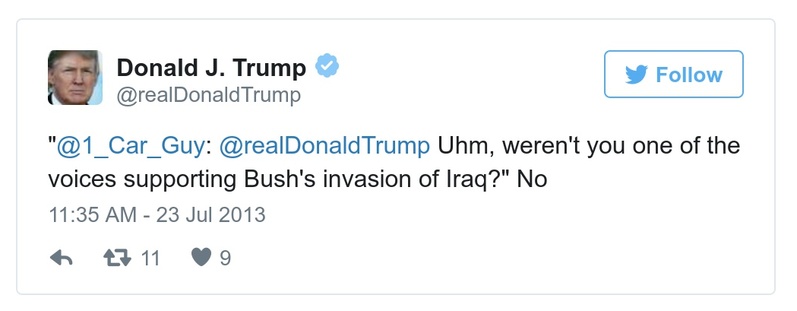 Donald J. Trump
@realDonaldTrump
Follow
"@1_Car_Guy: @realDonaldTrump Uhm, weren't you one of the
voices supporting Bush's invasion of Iraq?" No
11:35 AM - 23 Jul 2013
11 9